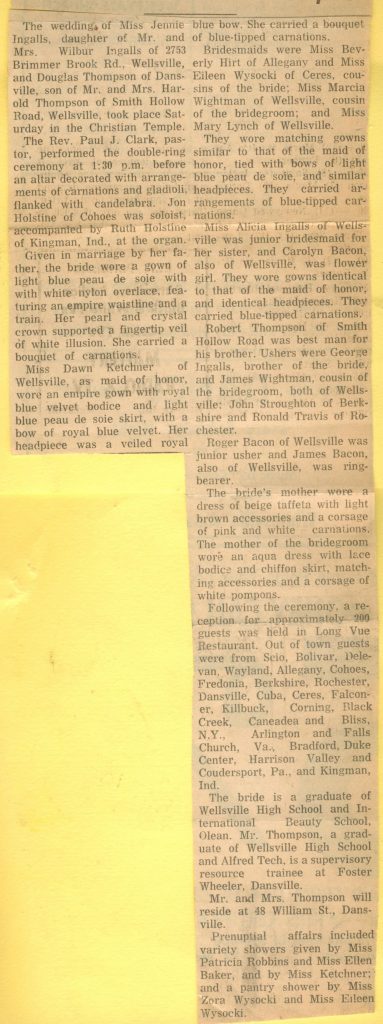 The wedding of Miss Jennie
Ingalls, daughter of Mr. and
Mrs. Wilbur Ingalls of 2753
Brimmer Brook Rd., Wellsville,
and Douglas Thompson of Dans-
ville, son of Mr. and Mrs. Har-
old Thompson of Smith Hollow
Road, Wellsville, took place Sat-
urday in the Christian Temple.
The Rev. Paul J. Clark, pas-
tor, performed the double-ring
ceremony at 1:30 p.m. before
an altar decorated with arrange-
ments of carnations and gladioli,
flanked with candelabra. Jon
Holstine of Cohoes was soloist,
accompanied by Ruth Holstine
of Kingman, Ind., at the organ.
Given in marriage by her fa-
ther, the bride wore a gown of
light blue peau de soie with
with white nylon overlace, fea-
turing an empire waistline and a
train. Her pearl and crystal
crown supported a fingertip veil
of white illusion. She carried a
bouquet of carnations.
Miss Dawn Ketchner of
Wellsville, as maid of honor,
wore an empire gown with royal
blue velvet bodice and light
blue peau de soie skirt, with a
bow of royal blue velvet. Her
headpiece was a veiled royal
blue bow. She carried a bouquet
of blue-tipped carnations.
Bridesmaids were Miss Bev-
erly Hirt of Allegany and Miss
Eileen Wysocki of Ceres, cou-
sins of the bride; Miss Marcia
Wightman of Wellsville, cousin
of the bridegroom; and Miss
Mary Lynch of Wellsville.
They wore matching gowns
similar to that of the maid of
honor, tied with bows of light
blue peau de soie, and similar
headpieces. They carried ar-
rangements of blue-tipped car-
nations.
Miss Alicia Ingalls of Wells-
ville was junior bridesmaid for
her sister, and Carolyn Bacon,
also of Wellsville, was flower
girl. They wore gowns identical
to that of the maid of honor,
and identical headpieces. They
carried blue-tipped carnations.
Robert Thompson of Smith
Hollow Road was best man for
his brother. Ushers were George
Ingalls, brother of the bride,
and James Wightman, cousin of
the bridegroom, both of Wells-
ville; John Stroughton of Berk-
shire and Ronald Travis of Ro-
chester.
Roger Bacon of Wellsville was
junior usher and James Bacon,
also of Wellsville, was ring-
bearer.
The bride's mother wore a
dress of beige taffeta with light
brown accessories and a corsage
of pink and white carnations.
The mother of the bridegroom
wore an aqua dress with lace
bodice and chiffon skirt, match-
ing accessories and a corsage of
white pompons.
Following the ceremony, a re-
ception for approximately 200
guests was held in Long Vue
Restaurant. Out of town guests
were from Scio, Bolivar, Dele-
van, Wayland, Allegany, Cohoes,
Fredonia, Berkshire, Rochester,
Dansville, Cuba, Ceres, Falcon-
er, Killbuck, Corning, Black
Creek, Caneadea and Bliss,
N.Y., Arlington and Falls
Church, Va., Bradford, Duke
Center, Harrison Valley and
Coudersport, Pa., and Kingman,
Ind.
The bride is a graduate of
Wellsville High School and In-
ternational Beauty School,
Olean. Mr. Thompson, a grad-
uate of Wellsville High School
and Alfred Tech, is a supervisory
resource trainee at Foster
Wheeler, Dansville.
Mr. and Mrs. Thompson will
reside at 48 William St., Dans-
ville.
Prenuptial affairs included
variety showers given by Miss
Patricia Robbins and Miss Ellen
Baker, and by Miss Ketchner;
and a pantry shower by Miss
Zora Wysocki and Miss Eileen
Wysocki.